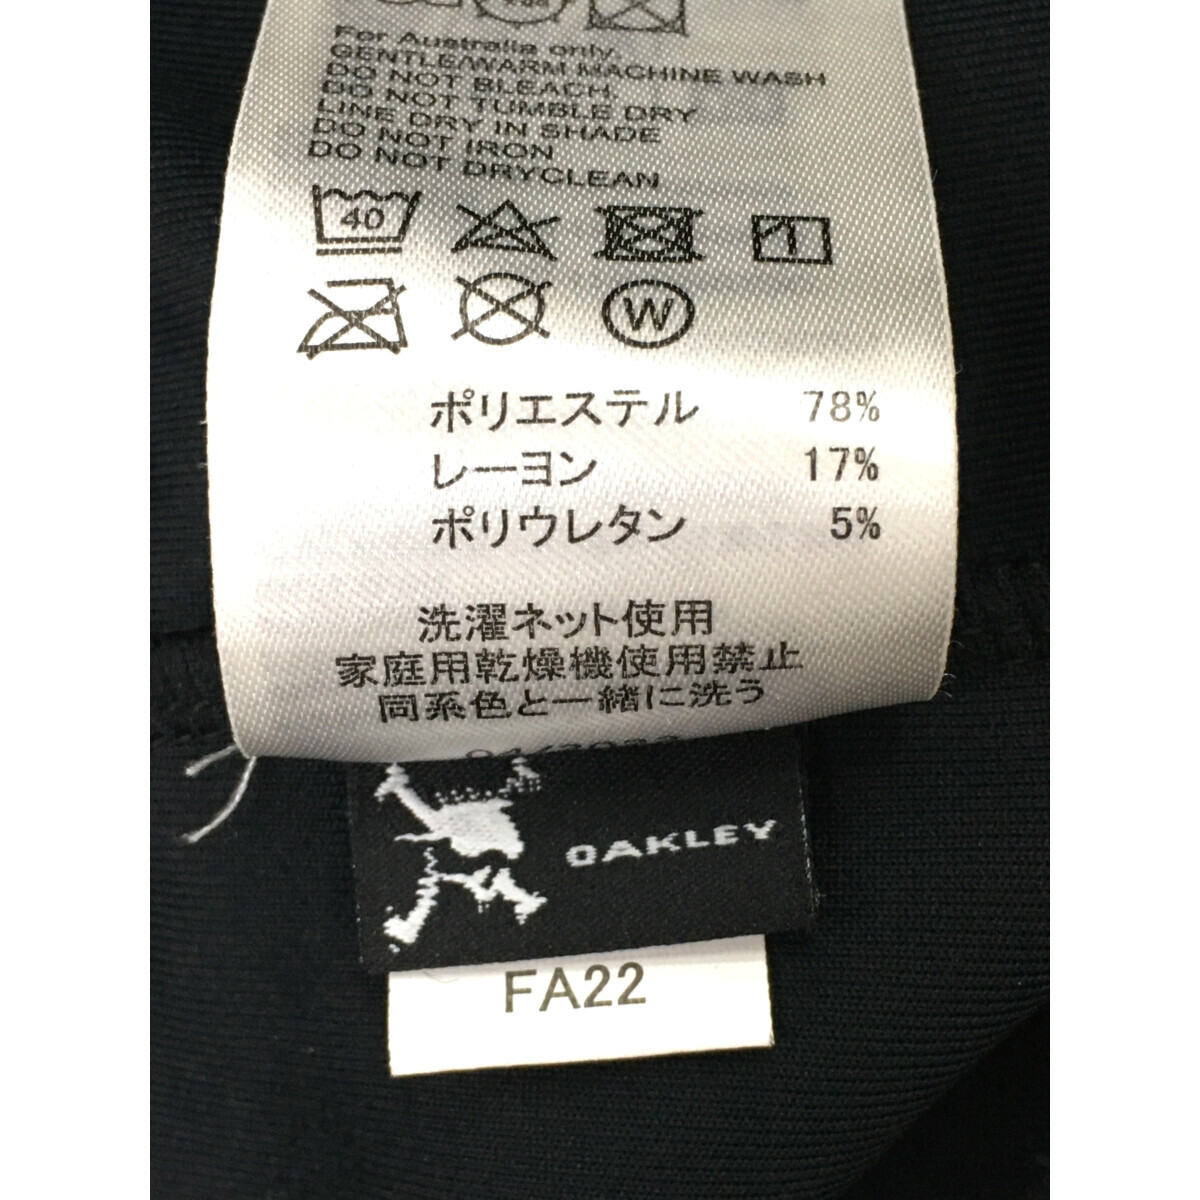 For Australia only.
GENTLE/WARM MACHINE WASH
DO NOT BLEACH.
DO NOT TUMBLE DRY
LINE DRY IN SHADE
DO NOT IRON
DO NOT DRYCLEAN
40
W
ポリエステル 78%
レーヨン 17%
ポリウレタン 5%
洗濯ネット使用
家庭用乾燥機使用禁止
同系色と一緒に洗う
OAKLEY
FA22